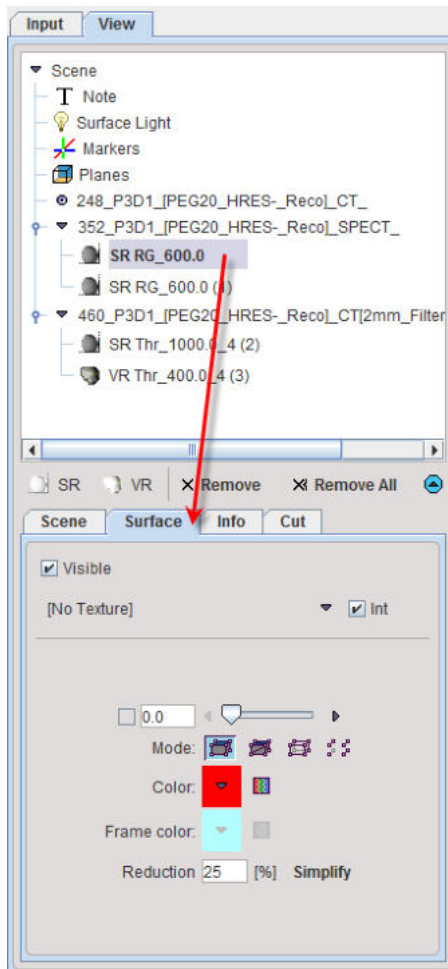 Input View
Scene
T Note
Surface Light
Markers
Planes
248_P3D1_[PEG20_HRES-_Reco]_CT_
352_P3D1_[PEG20_HRES-_Reco]_SPECT_
SR RG_600.0
SR RG_600.0 (1)
460_P3D1_[PEG20_HRES-_Reco]_CT[2mm_Filter
SR Thr_1000.0_4 (2)
VR Thr_400.0_4 (3)
SR VR Remove Remove All
Scene Surface Info Cut
Visible
[No Texture] Int
0.0
Mode:
Color:
Frame color:
Reduction 25 [%] Simplify